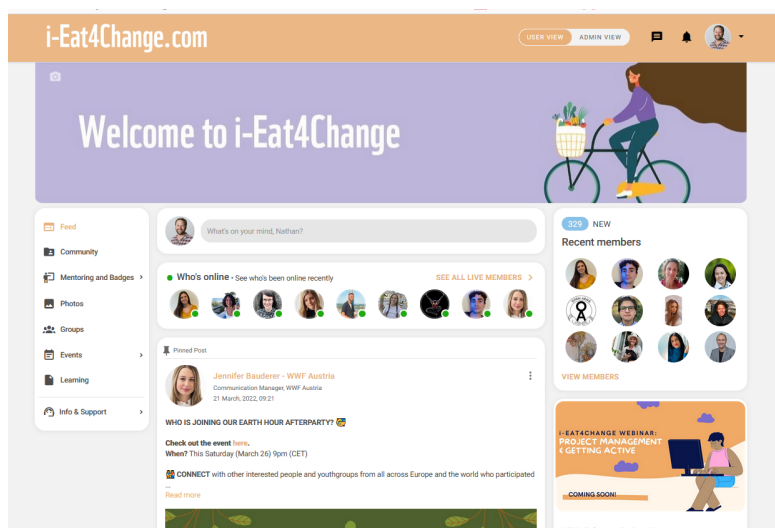 i-Eat4Change.com
USER VIEW ADMIN VIEW
Welcome to i-Eat4Change
Feed
Community
Mentoring and Badges
Photos
Groups
Events
Learning
Info & Support
What's on your mind, Nathan?
Who's online • See who's been online recently
SEE ALL LIVE MEMBERS
Pinned Post
Jennifer Bauderer - WWF Austria
Communication Manager, WWF Austria
21 March, 2022, 09:21
WHO IS JOINING OUR EARTH HOUR AFTERPARTY?
Check out the event here.
When? This Saturday (March 26) 9pm (CET)
CONNECT with other interested people and youthgroups from all across Europe and the world who participated
...
Read more
329 NEW
Recent members
VIEW MEMBERS
I-EAT4CHANGE WEBINAR:
PROJECT MANAGEMENT
& GETTING ACTIVE
COMING SOON!